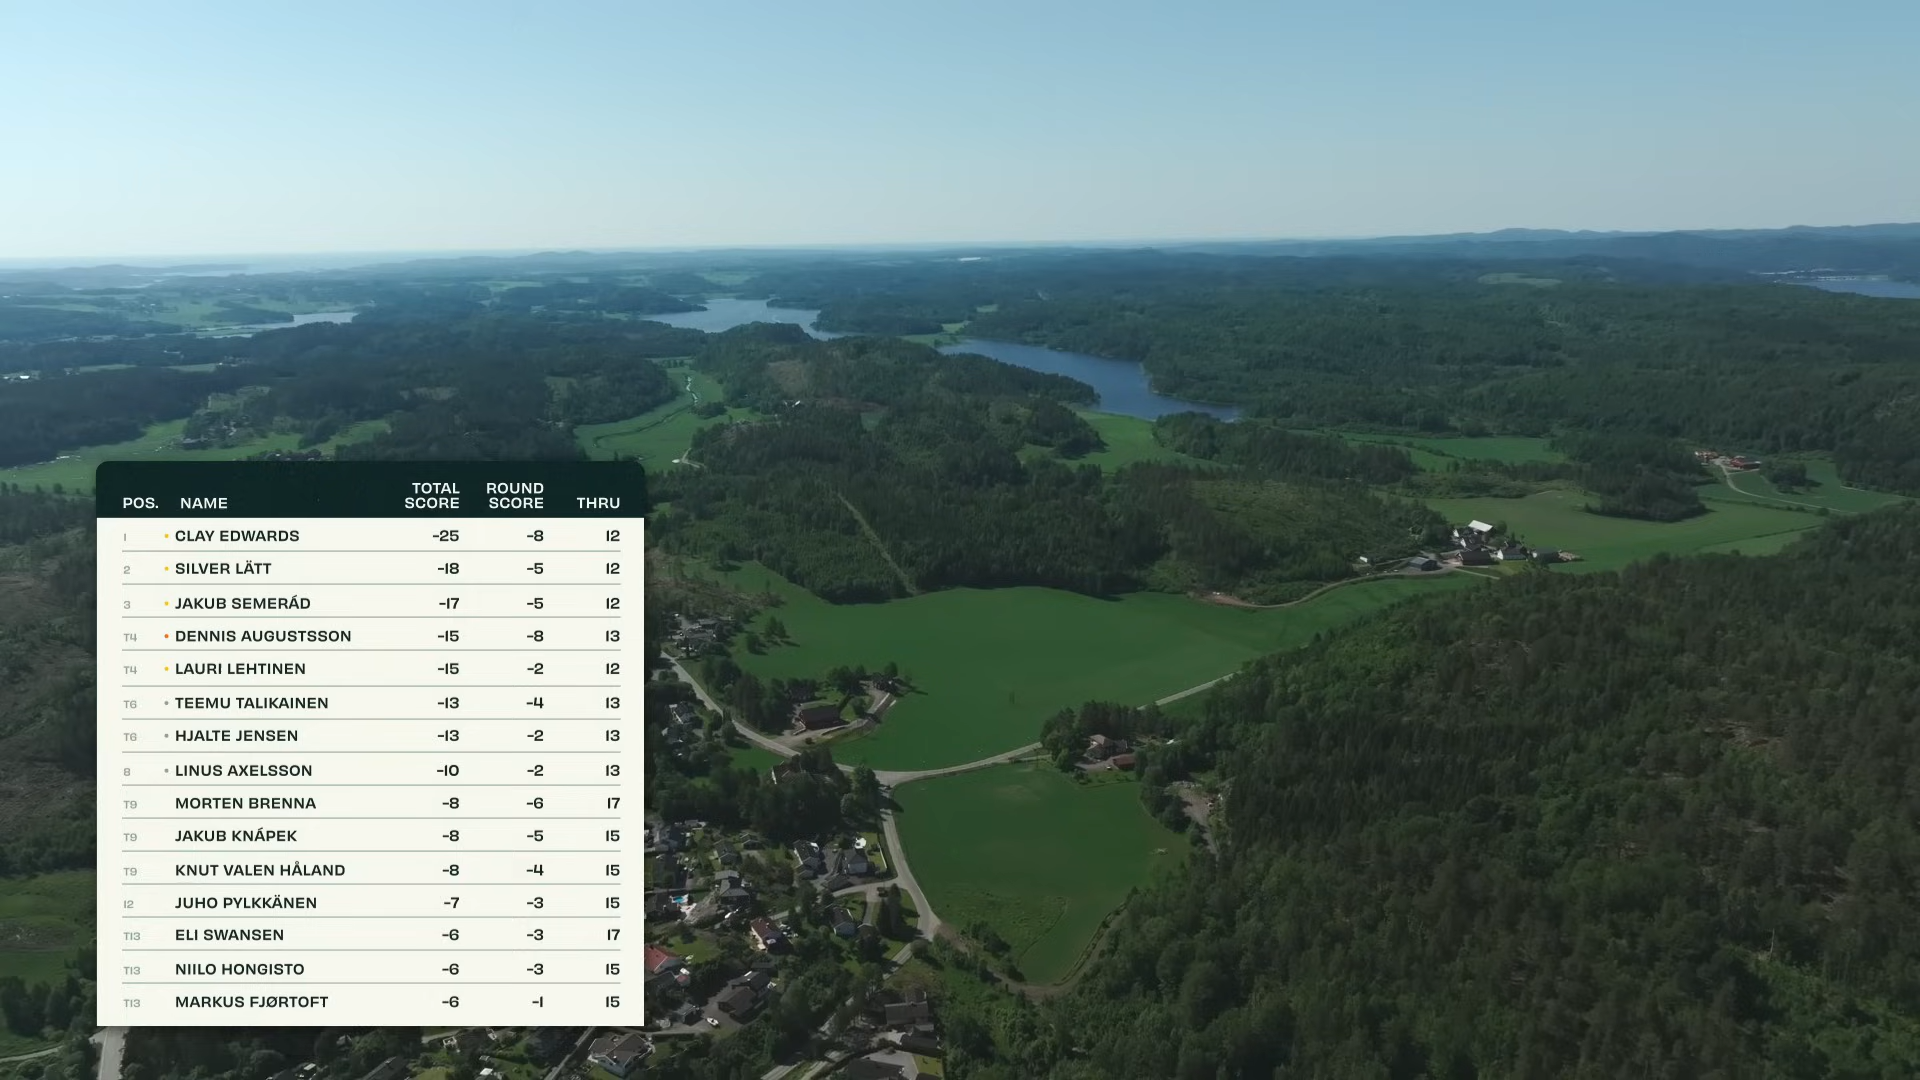 POS. NAME TOTAL SCORE ROUND SCORE THRU
1 CLAY EDWARDS -25 -8 12
2 SILVER LÄTT -18 -5 12
3 JAKUB SEMERÁD -17 -5 12
T4 DENNIS AUGUSTSSON -15 -8 13
T4 LAURI LEHTINEN -15 -2 12
T6 TEEMU TALIKAINEN -13 -4 13
T6 HJALTE JENSEN -13 -2 13
8 LINUS AXELSSON -10 -2 13
T9 MORTEN BRENNA -8 -6 17
T9 JAKUB KNÁPEK -8 -5 15
T9 KNUT VALEN HÅLAND -8 -4 15
12 JUHO PYLKKÄNEN -7 -3 15
T13 ELI SWANSEN -6 -3 17
T13 NIILO HONGISTO -6 -3 15
T13 MARKUS FJØRTOFT -6 -1 15